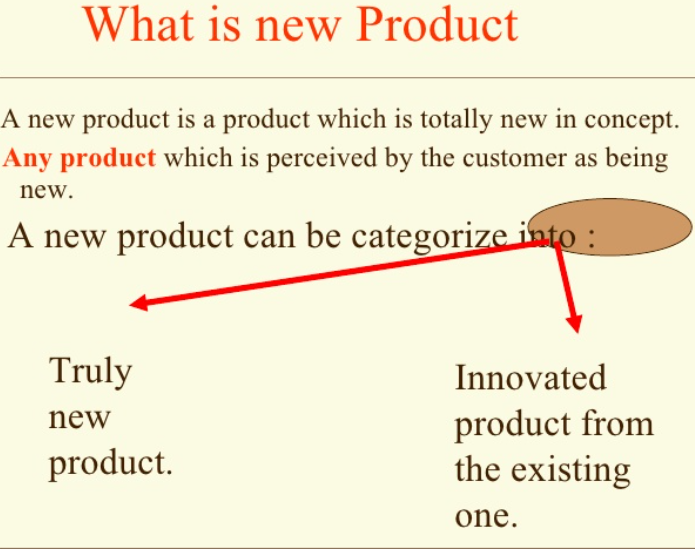 What is new Product
A new product is a product which is totally new in concept.
Any product which is perceived by the customer as being
new.
A new product can be categorize into :
Truly
new
product.
Innovated
product from
the existing
one.